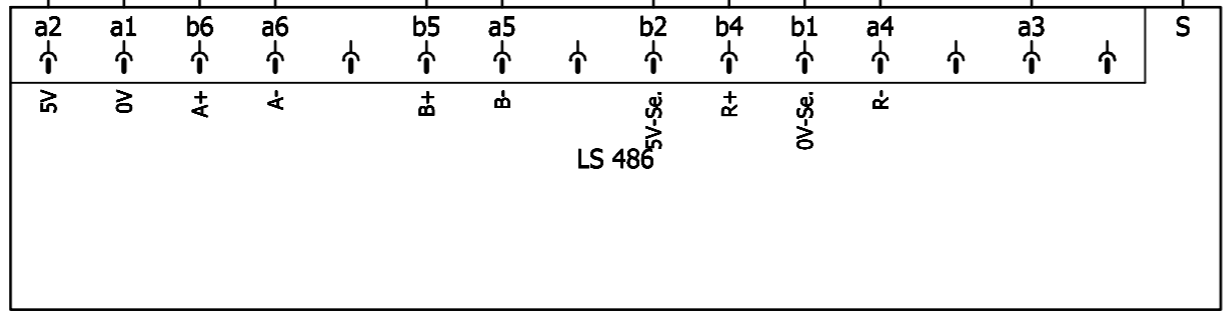 a2 a1 b6 a6 b5 a5 b2 b4 b1 a4 a3 S
5V 0V A+ A- B+ B- 5V-Se. R+ 0V-Se. R-
LS 486